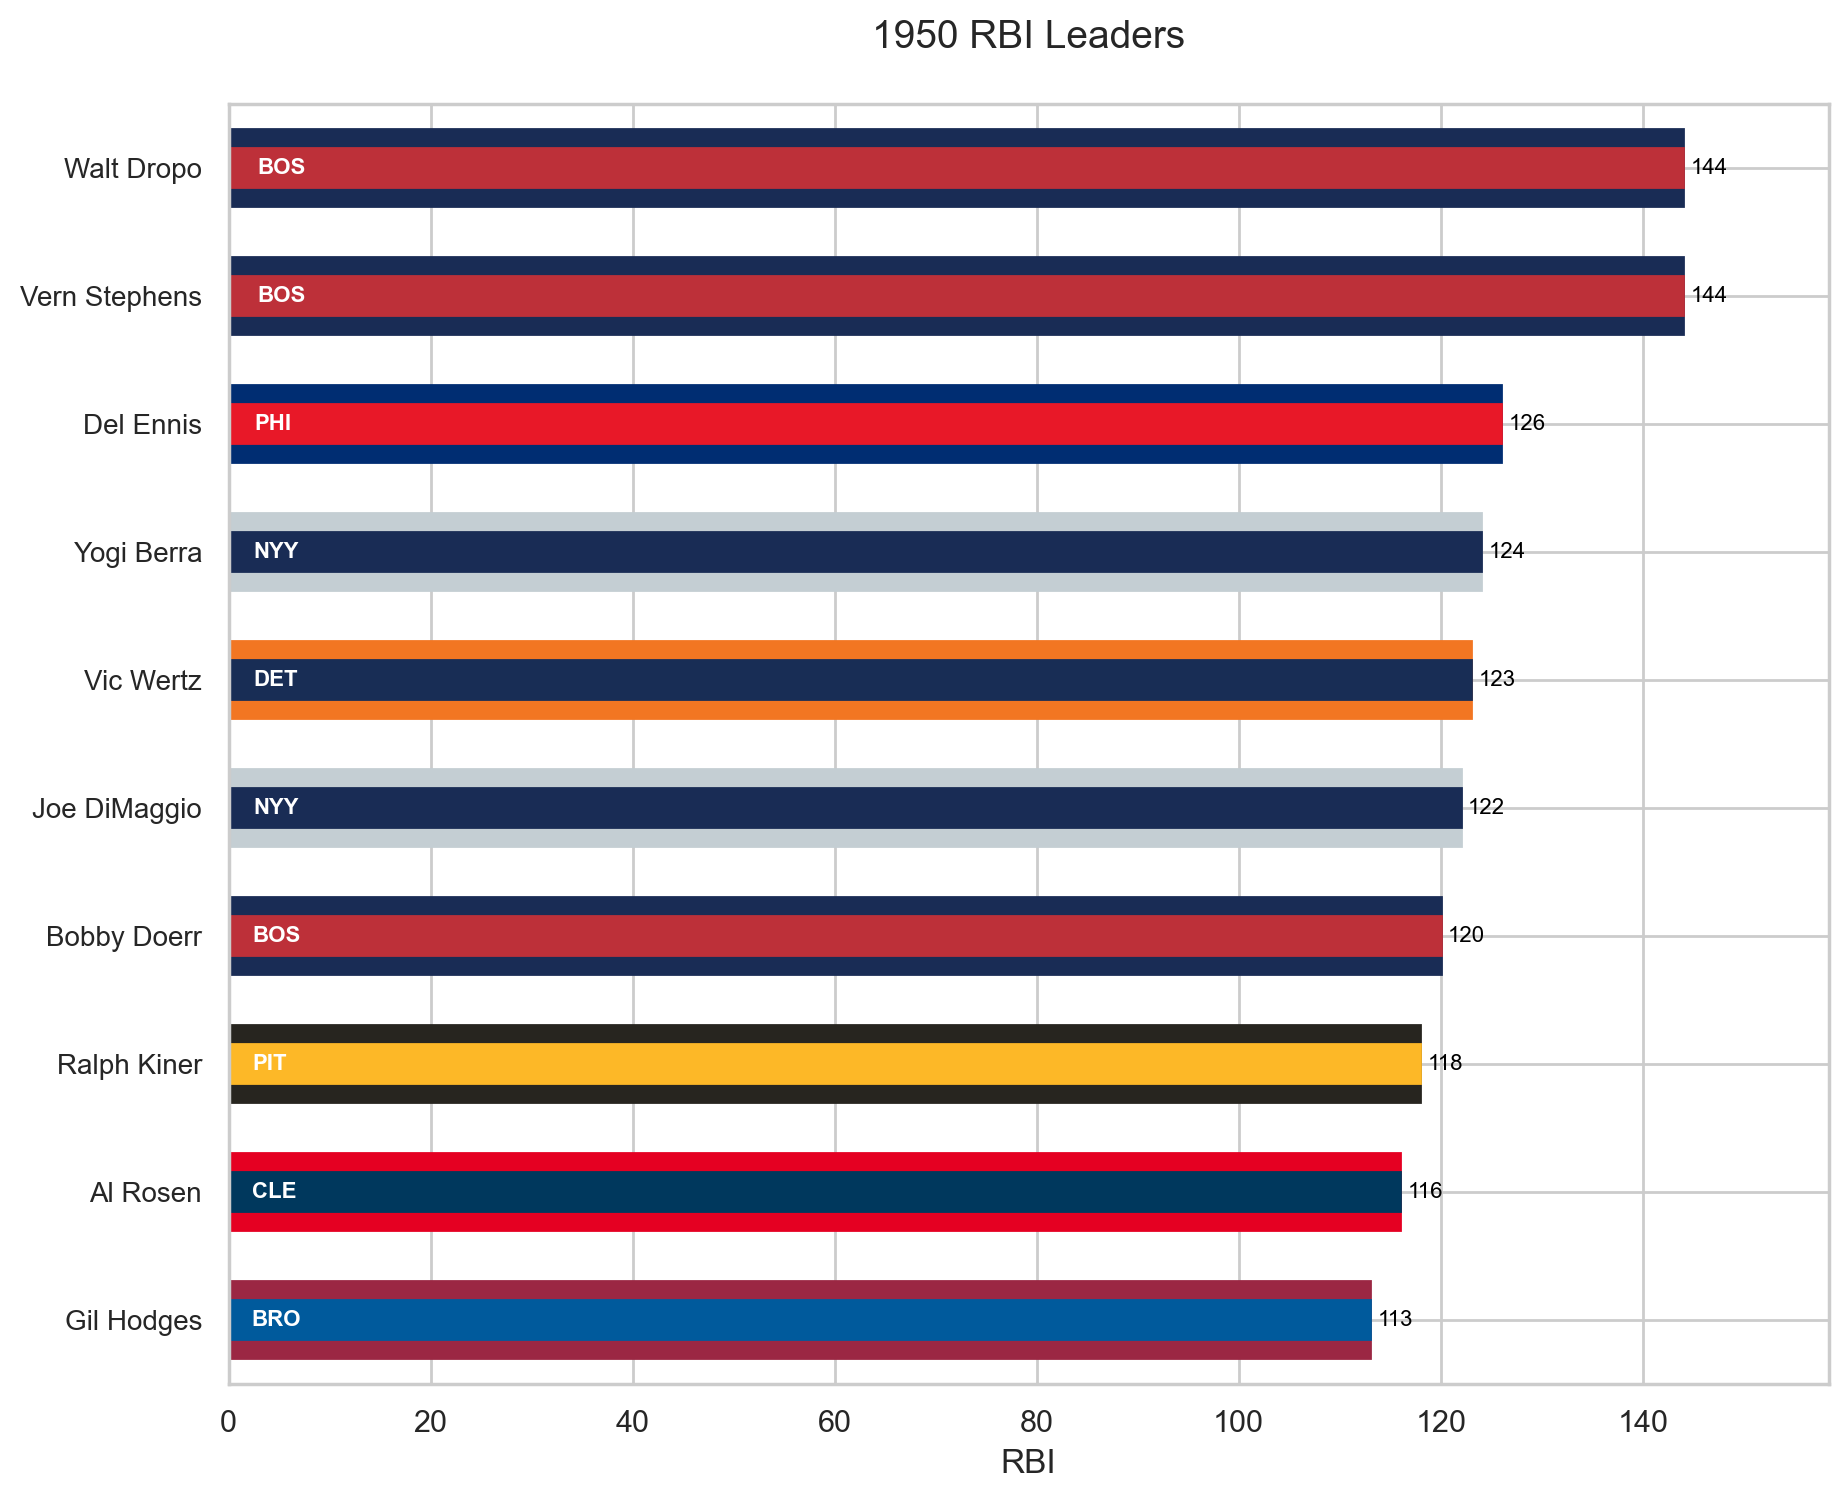 1950 RBI Leaders
Walt Dropo BOS 144
Vern Stephens BOS 144
Del Ennis PHI 126
Yogi Berra NYY 124
Vic Wertz DET 123
Joe DiMaggio NYY 122
Bobby Doerr BOS 120
Ralph Kiner PIT 118
Al Rosen CLE 116
Gil Hodges BRO 113
0 20 40 60 80 100 120 140
RBI